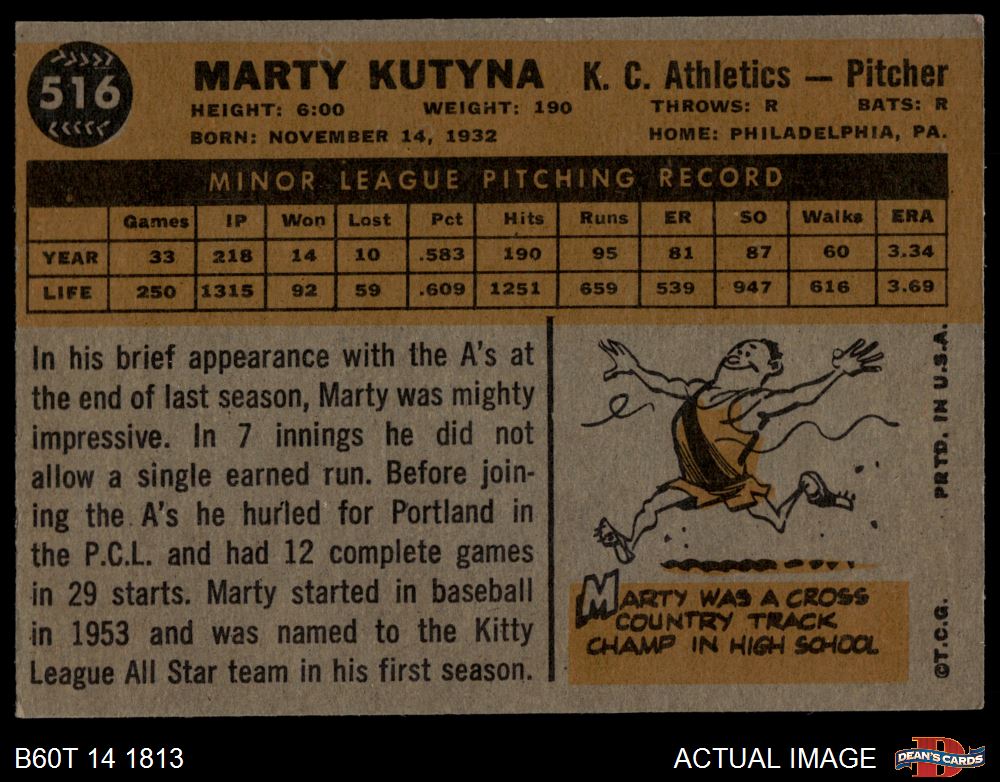 516
MARTY KUTYNA K. C. Athletics — Pitcher
HEIGHT: 6:00 WEIGHT: 190 THROWS: R BATS: R
BORN: NOVEMBER 14, 1932 HOME: PHILADELPHIA, PA.
MINOR LEAGUE PITCHING RECORD
Games IP Won Lost Pct Hits Runs ER SO Walks ERA
YEAR 33 218 14 10 .583 190 95 81 87 60 3.34
LIFE 250 1315 92 59 .609 1251 659 539 947 616 3.69
In his brief appearance with the A's at
the end of last season, Marty was mighty
impressive. In 7 innings he did not
allow a single earned run. Before join-
ing the A's he hurled for Portland in
the P.C.L. and had 12 complete games
in 29 starts. Marty started in baseball
in 1953 and was named to the Kitty
League All Star team in his first season.
MARTY WAS A CROSS
COUNTRY TRACK
CHAMP IN HIGH SCHOOL
©T.C.G. PRTD. IN U.S.A.
B60T 14 1813 ACTUAL IMAGE
D
DEAN'S CARDS